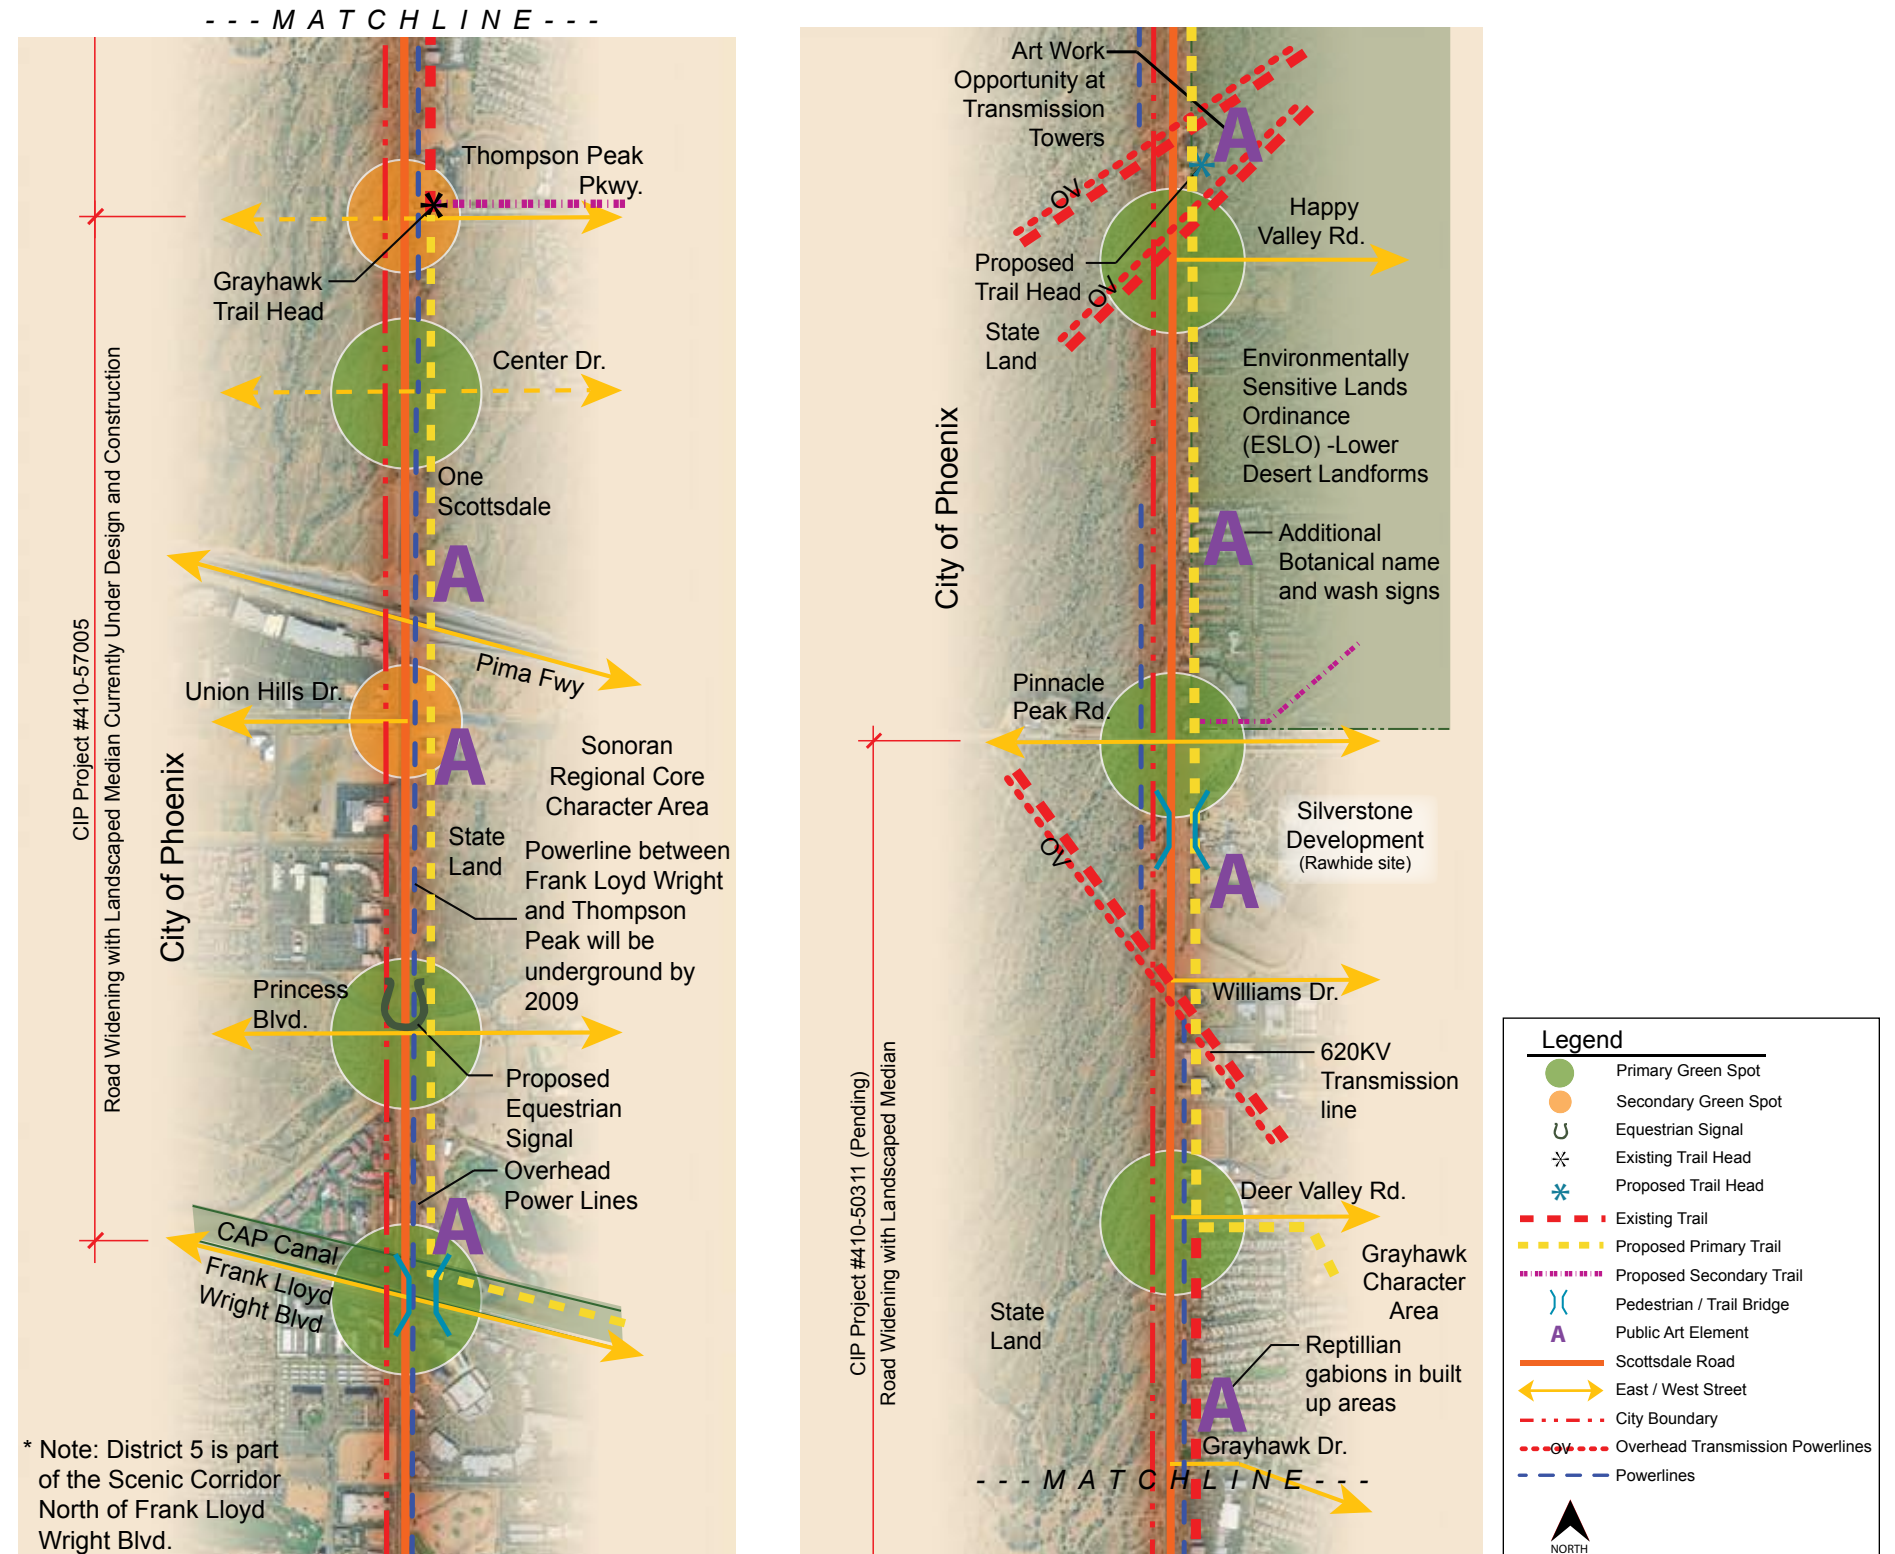 - - - M A T C H L I N E - - -
Thompson Peak
Pkwy.
Grayhawk
Trail Head
Center Dr.
One
Scottsdale
A
Pima Fwy
Union Hills Dr.
A
Sonoran
Regional Core
Character Area
State
Land
Powerline between
Frank Loyd Wright
and Thompson
Peak will be
underground by
2009
Princess
Blvd.
Proposed
Equestrian
Signal
Overhead
Power Lines
A
CAP Canal
Frank Lloyd
Wright Blvd
City of Phoenix
CIP Project #410-57005
Road Widening with Landscaped Median Currently Under Design and Construction
* Note: District 5 is part
of the Scenic Corridor
North of Frank Lloyd
Wright Blvd.
Art Work
Opportunity at
Transmission
Towers
A
OV
Happy
Valley Rd.
Proposed
Trail Head
OV
State
Land
Environmentally
Sensitive Lands
Ordinance
(ESLO) -Lower
Desert Landforms
City of Phoenix
A
Additional
Botanical name
and wash signs
Pinnacle
Peak Rd.
Silverstone
Development
(Rawhide site)
OV
A
Williams Dr.
620KV
Transmission
line
Deer Valley Rd.
Grayhawk
Character
Area
State
Land
Reptillian
gabions in built
up areas
A
Grayhawk Dr.
- - - M A T C H L I N E - - -
CIP Project #410-50311 (Pending)
Road Widening with Landscaped Median
Legend
Primary Green Spot
Secondary Green Spot
Equestrian Signal
Existing Trail Head
Proposed Trail Head
Existing Trail
Proposed Primary Trail
Proposed Secondary Trail
Pedestrian / Trail Bridge
A Public Art Element
Scottsdale Road
East / West Street
City Boundary
OV Overhead Transmission Powerlines
Powerlines
NORTH